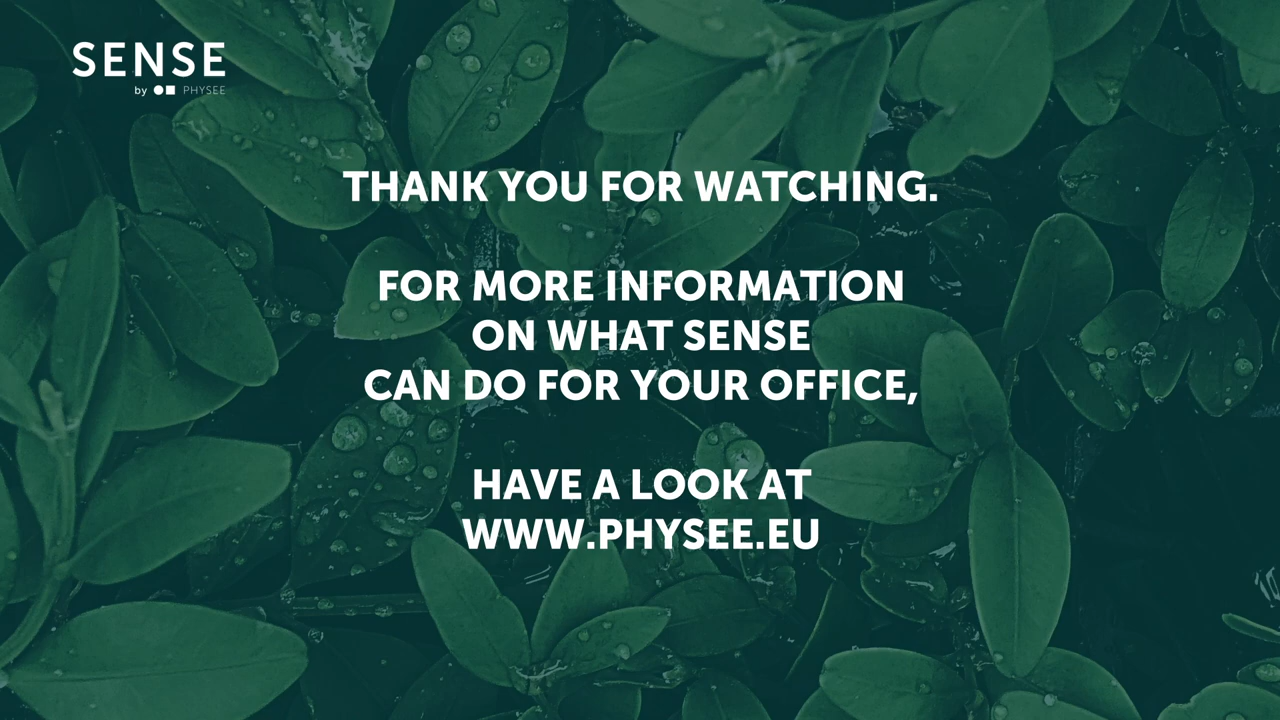 SENSE
by PHYSEE
THANK YOU FOR WATCHING.
FOR MORE INFORMATION
ON WHAT SENSE
CAN DO FOR YOUR OFFICE,
HAVE A LOOK AT
WWW.PHYSEE.EU